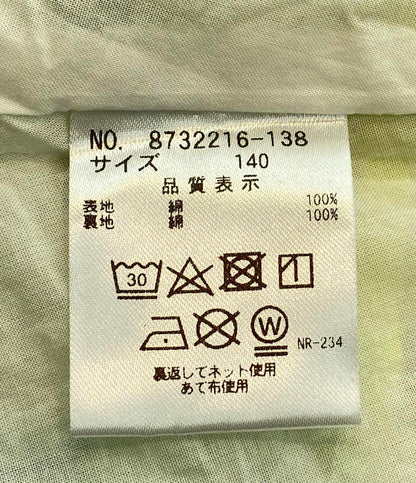 NO. 8732216-138
サイズ 140
品質表示
表地 綿 100%
裏地 綿 100%
30
W NR-234
裏返してネット使用
あて布使用